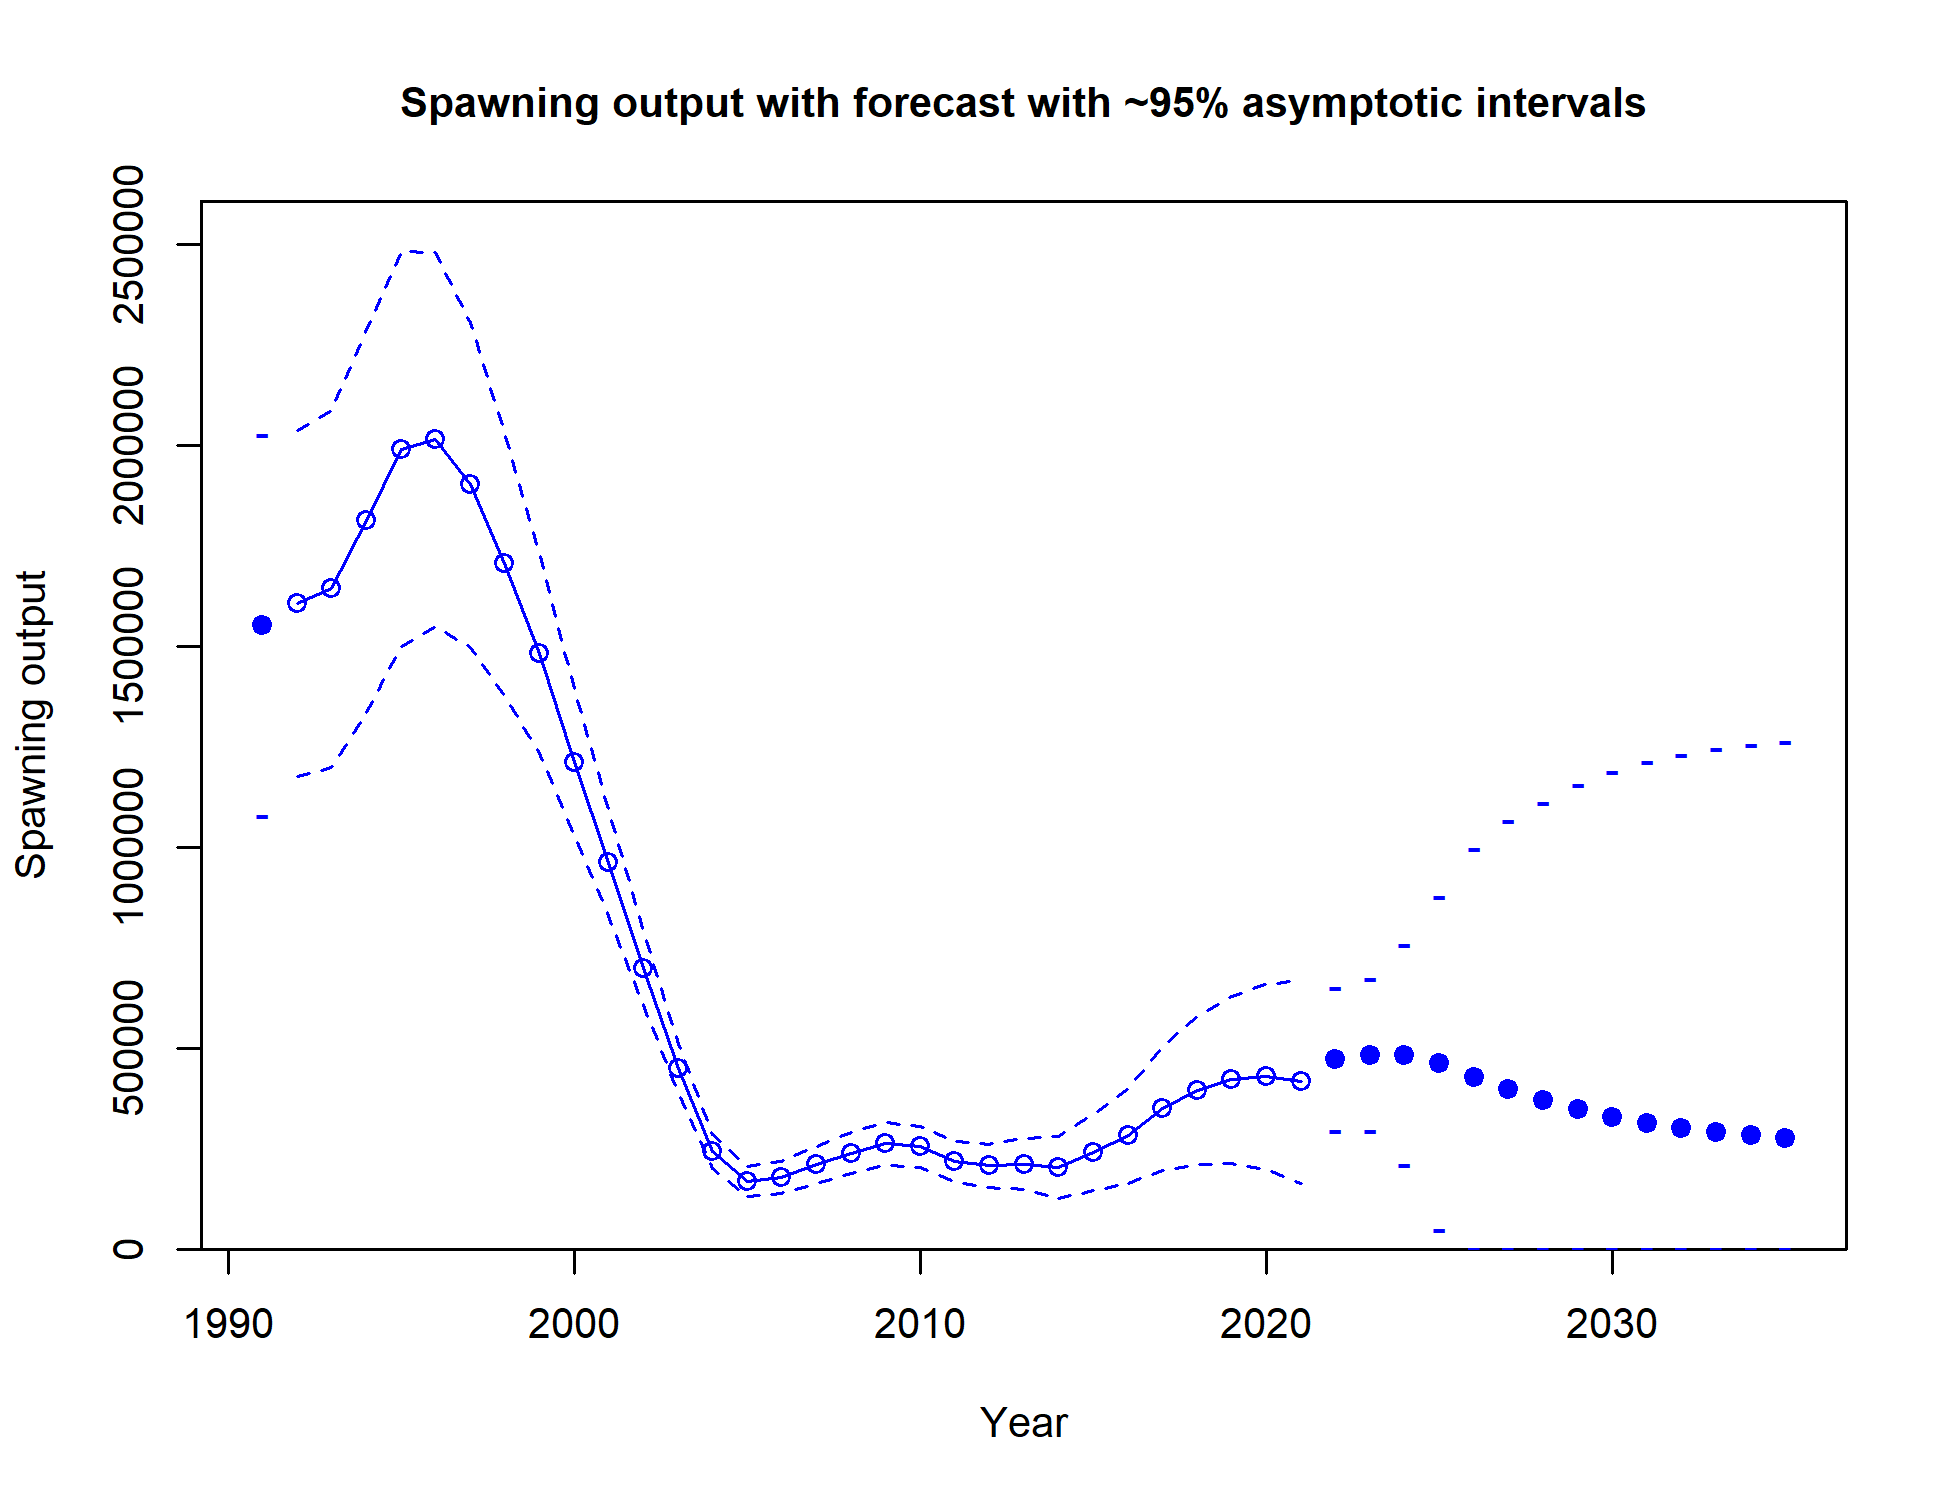 Spawning output with forecast with ~95% asymptotic intervals
Spawning output
2500000
2000000
1500000
1000000
500000
0
1990 2000 2010 2020 2030
Year